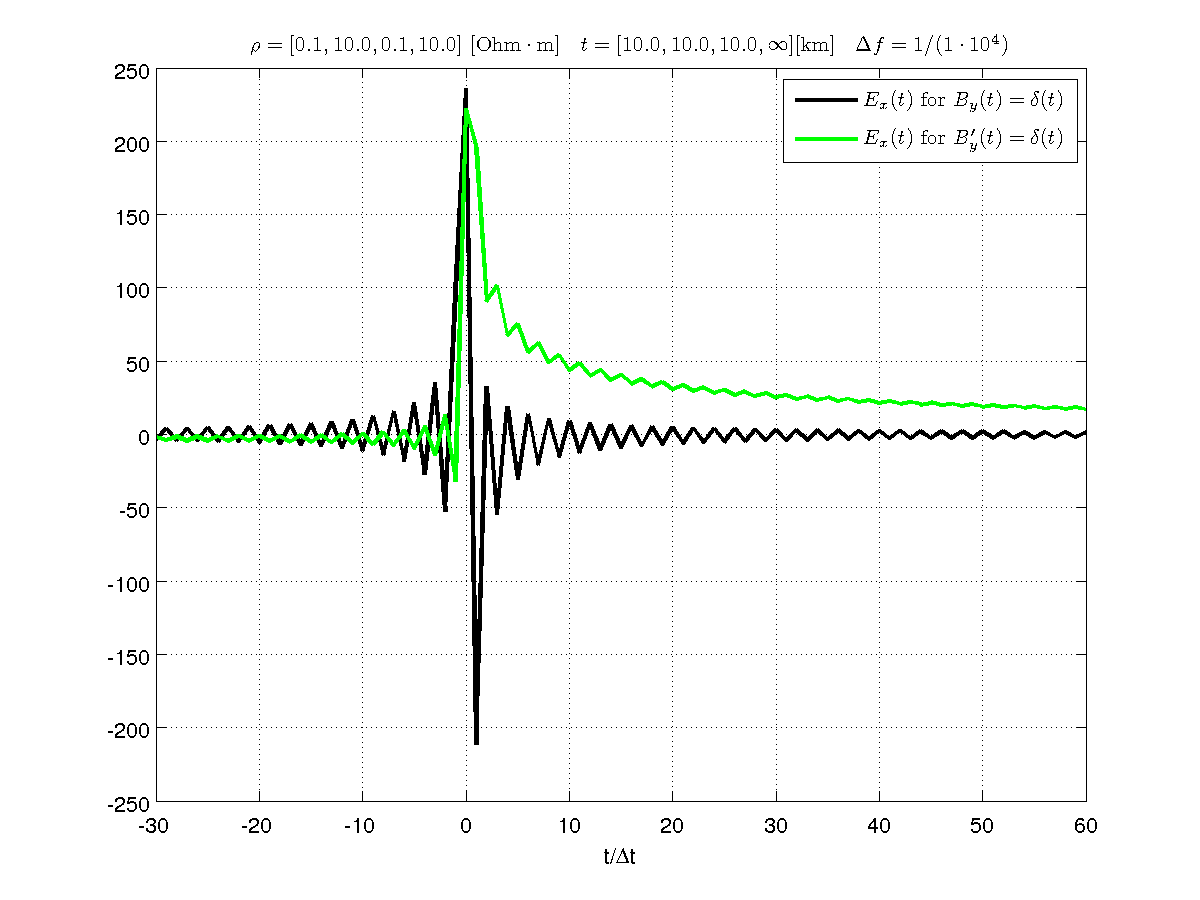 ρ = [0.1, 10.0, 0.1, 10.0] [Ohm · m] t = [10.0, 10.0, 10.0, ∞][km] Δf = 1/(1 · 10⁴)
E_x(t) for B_y(t) = δ(t)
E_x(t) for B′_y(t) = δ(t)
250
200
150
100
50
0
-50
-100
-150
-200
-250
-30 -20 -10 0 10 20 30 40 50 60
t/Δt